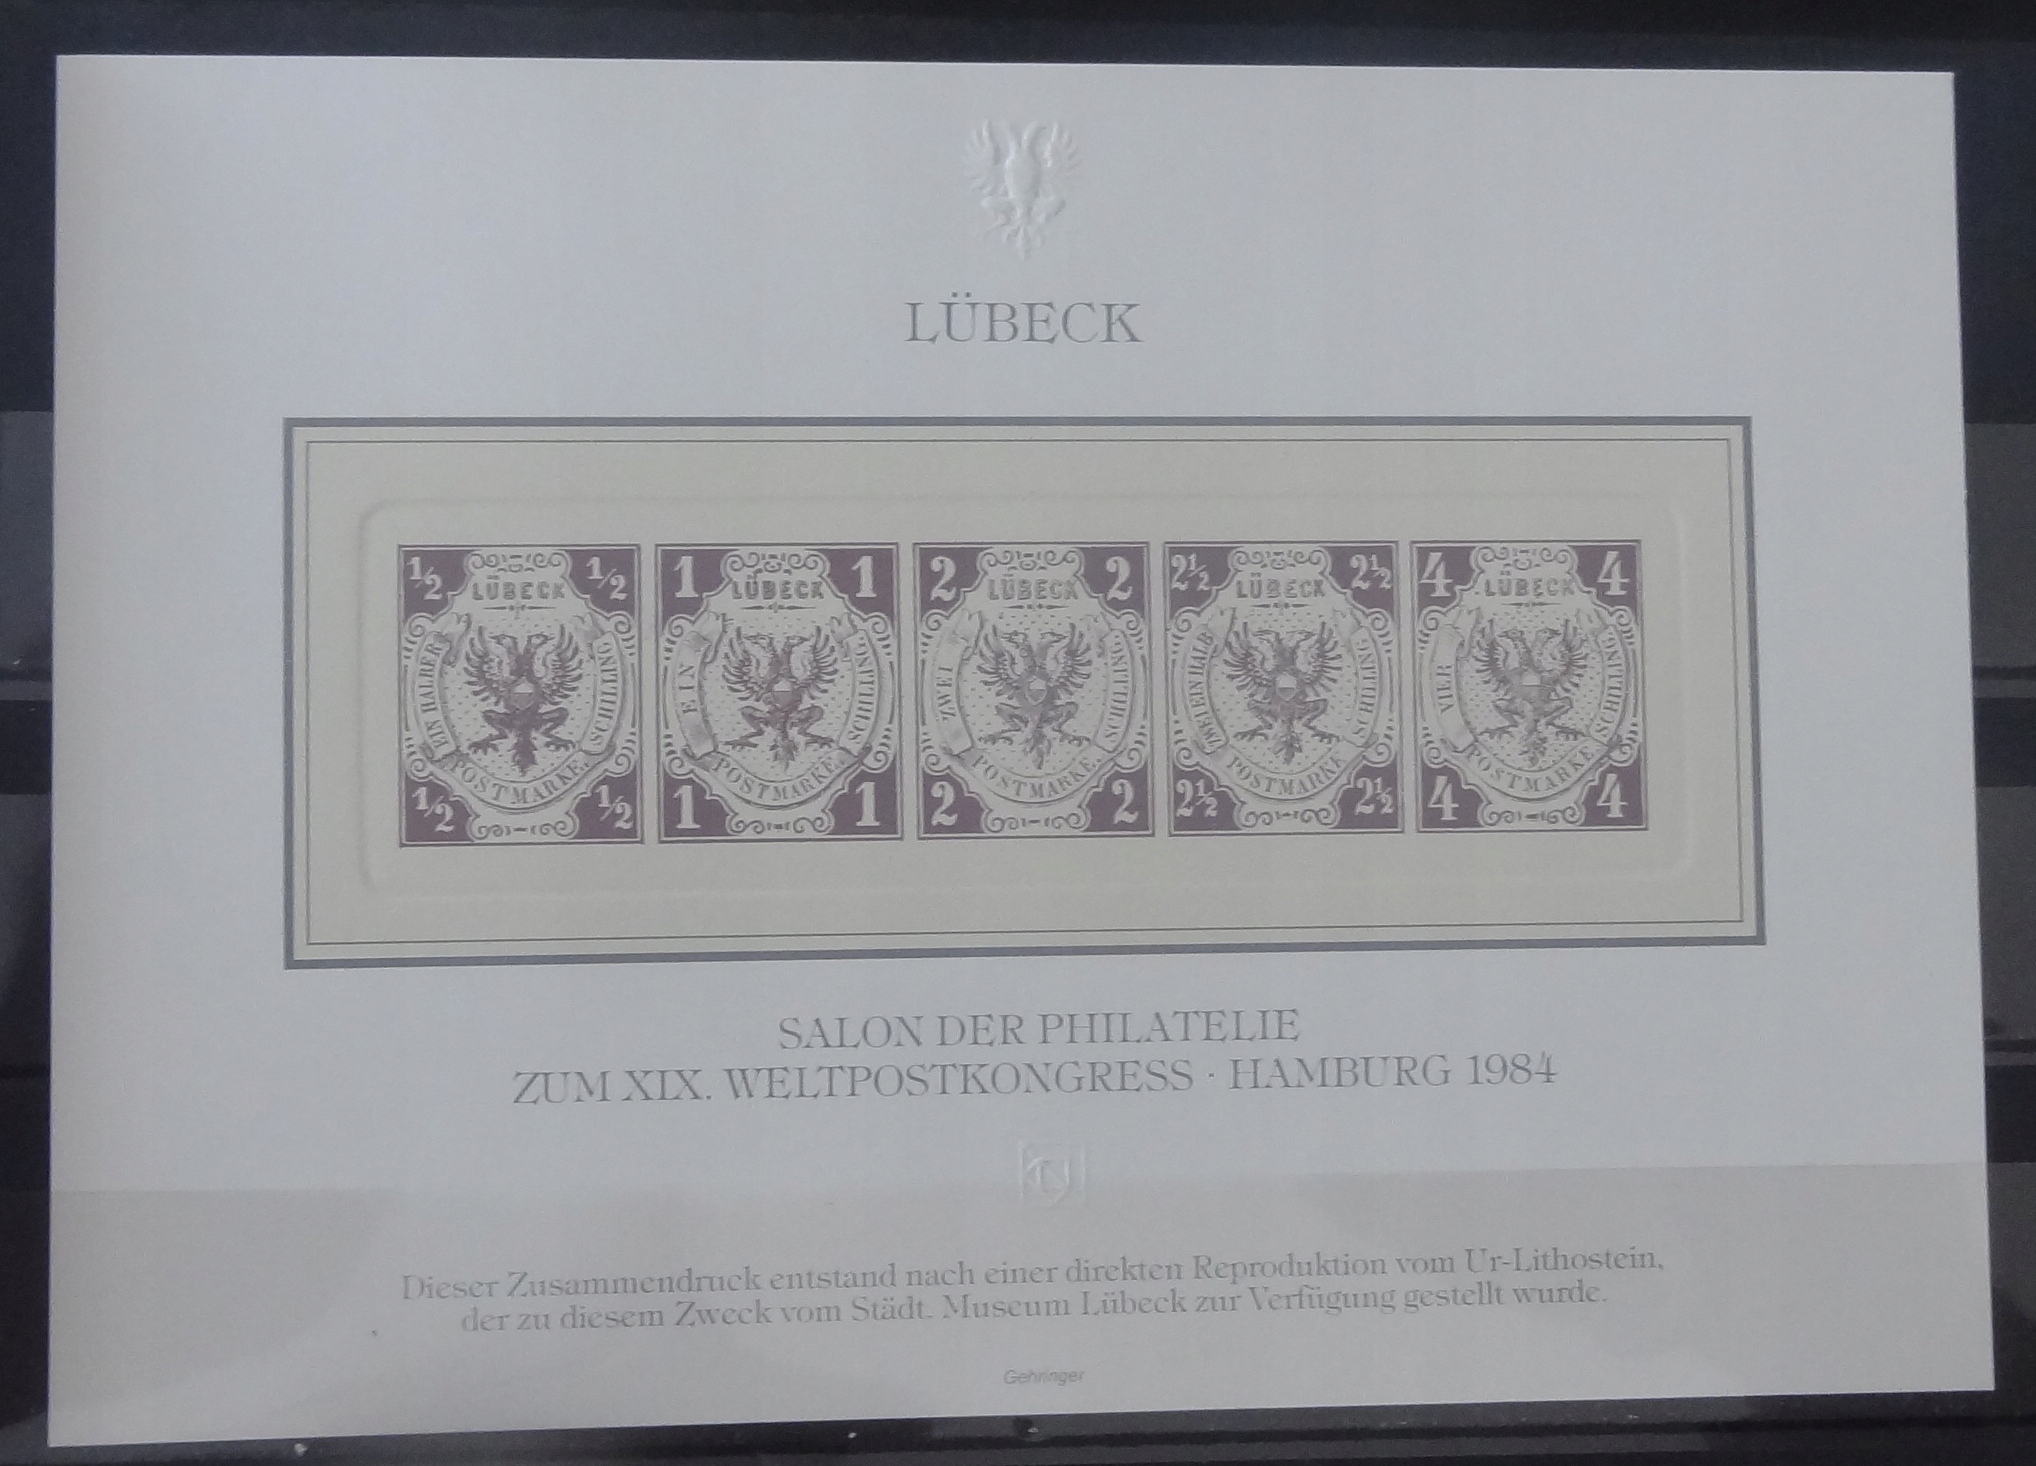 LÜBECK
½ ½
LÜBECK
EIN HALBER
SCHILLING
POSTMARKE.
½ ½
1 1
LÜBECK
EIN
SCHILLING
POSTMARKE.
1 1
2 2
LÜBECK
ZWEI
SCHILLING
POSTMARKE.
2 2
2½ 2½
LÜBECK
ZWEIEINHALB
SCHILLING
POSTMARKE
2½ 2½
4 4
LÜBECK
VIER
SCHILLING
POSTMARKE
4 4
SALON DER PHILATELIE
ZUM XIX. WELTPOSTKONGRESS · HAMBURG 1984
Dieser Zusammendruck entstand nach einer direkten Reproduktion vom Ur-Lithostein,
der zu diesem Zweck vom Städt. Museum Lübeck zur Verfügung gestellt wurde.
Gehringer